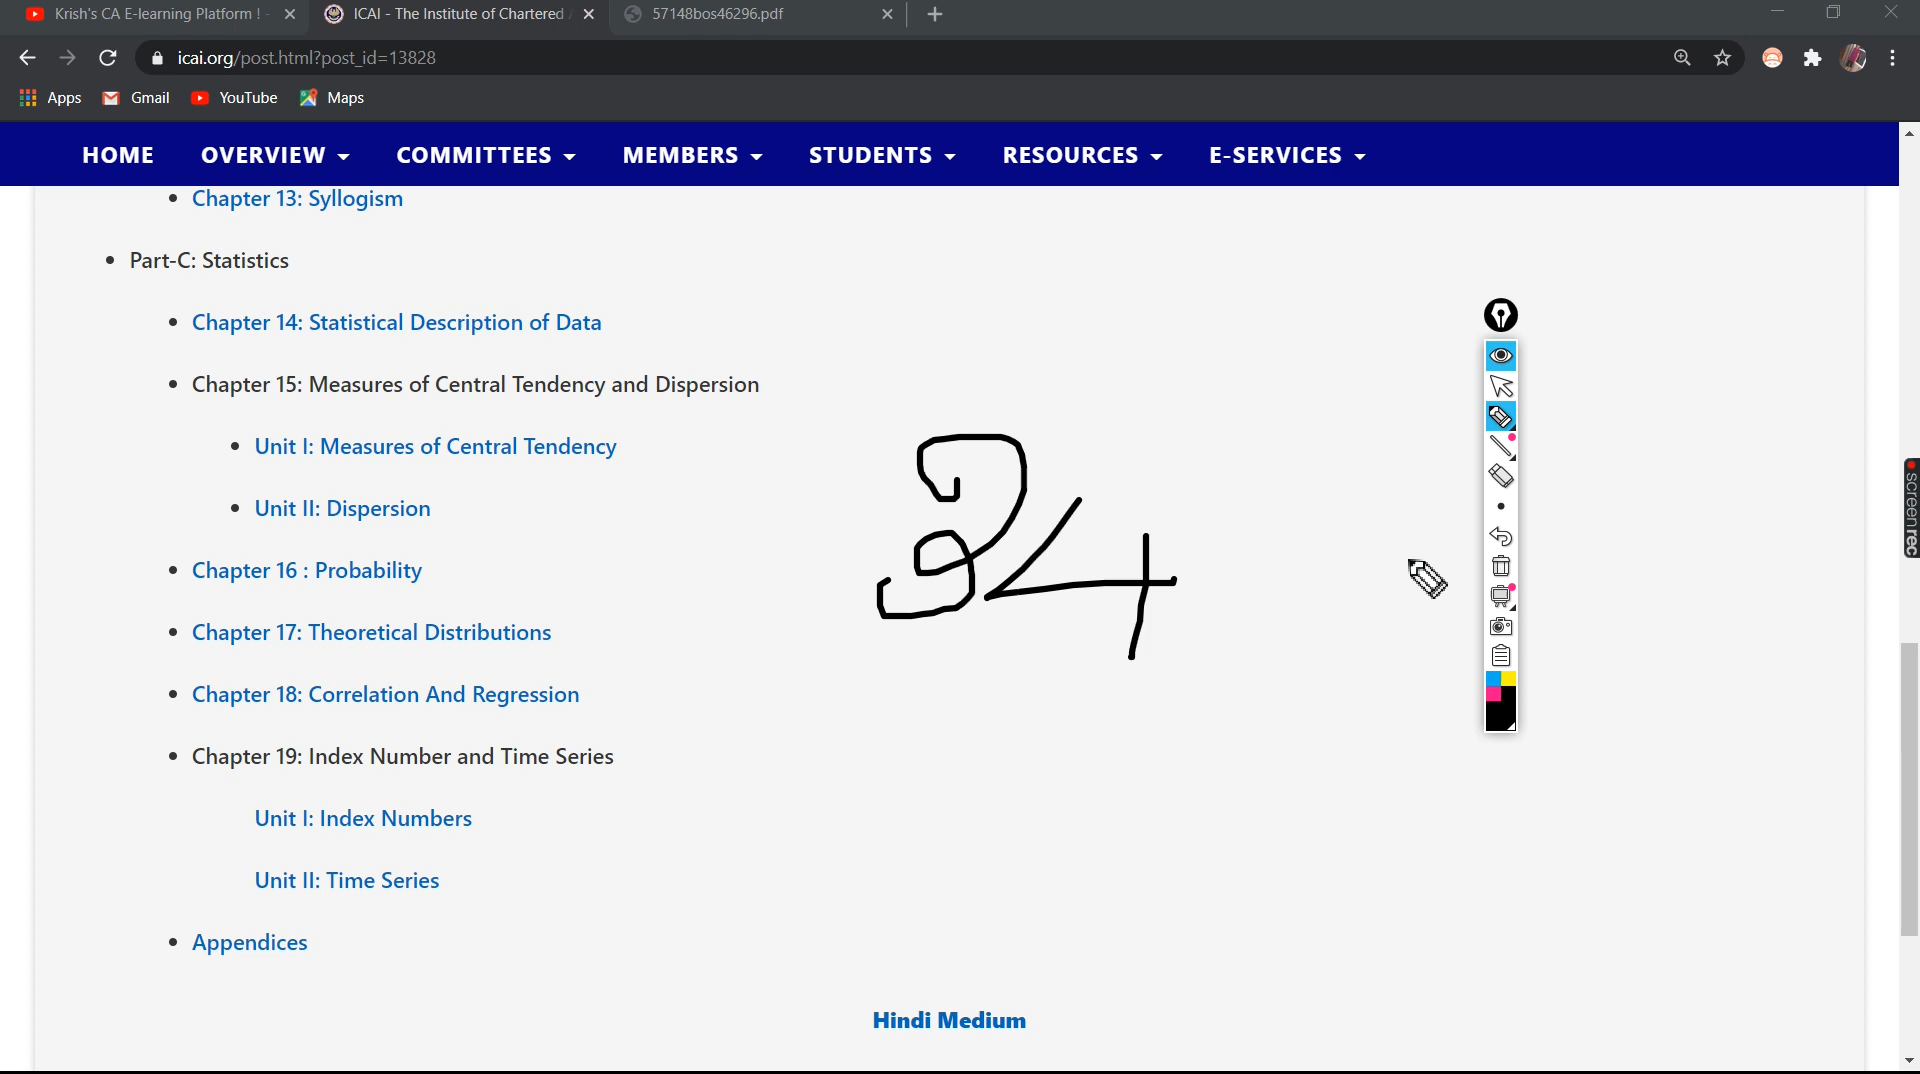 Krish's CA E-learning Platform ! -
ICAI - The Institute of Chartered
57148bos46296.pdf
icai.org/post.html?post_id=13828
Apps Gmail YouTube Maps
HOME OVERVIEW COMMITTEES MEMBERS STUDENTS RESOURCES E-SERVICES
Chapter 13: Syllogism
Part-C: Statistics
Chapter 14: Statistical Description of Data
Chapter 15: Measures of Central Tendency and Dispersion
Unit I: Measures of Central Tendency
Unit II: Dispersion
Chapter 16 : Probability
Chapter 17: Theoretical Distributions
Chapter 18: Correlation And Regression
Chapter 19: Index Number and Time Series
Unit I: Index Numbers
Unit II: Time Series
Appendices
Hindi Medium
34
screenrec